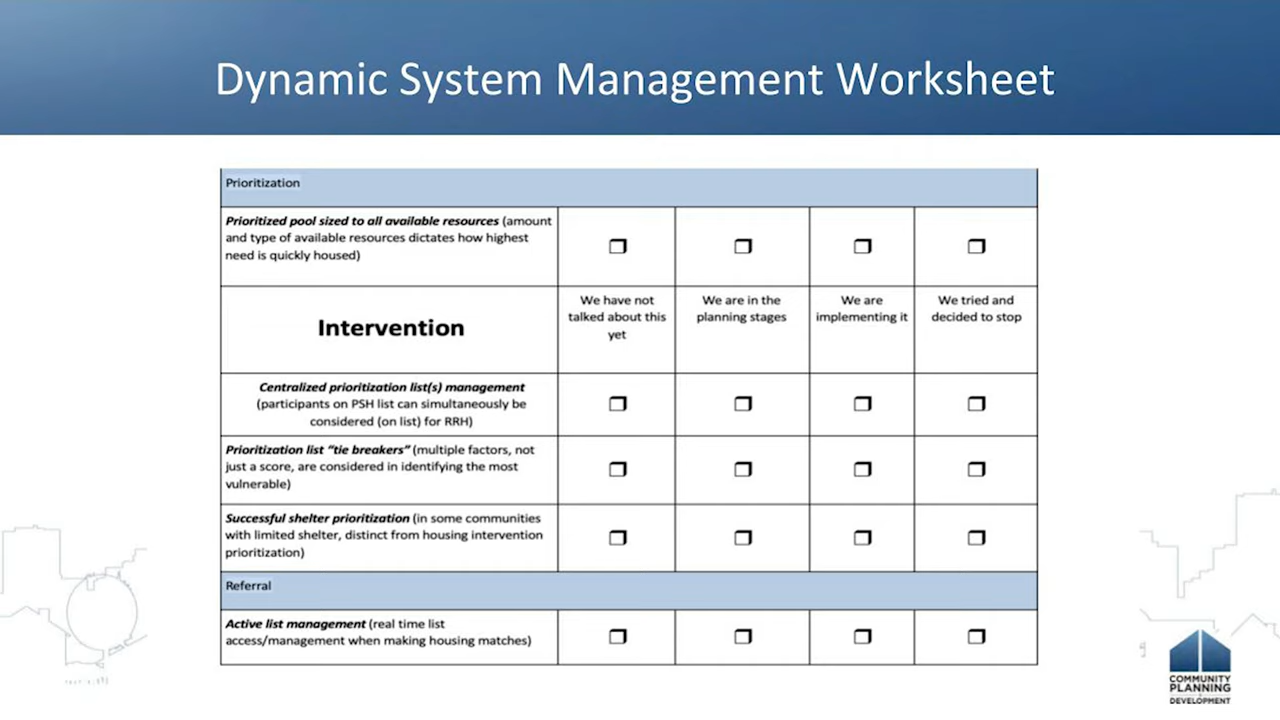 Dynamic System Management Worksheet
Prioritization
Prioritized pool sized to all available resources (amount
and type of available resources dictates how highest
need is quickly housed)
❒ ❒ ❒ ❒
Intervention
We have not
talked about this
yet
We are in the
planning stages
We are
implementing it
We tried and
decided to stop
Centralized prioritization list(s) management
(participants on PSH list can simultaneously be
considered (on list) for RRH)
❒ ❒ ❒ ❒
Prioritization list “tie breakers” (multiple factors, not
just a score, are considered in identifying the most
vulnerable)
❒ ❒ ❒ ❒
Successful shelter prioritization (in some communities
with limited shelter, distinct from housing intervention
prioritization)
❒ ❒ ❒ ❒
Referral
Active list management (real time list
access/management when making housing matches)
❒ ❒ ❒ ❒
COMMUNITY
PLANNING
DEVELOPMENT